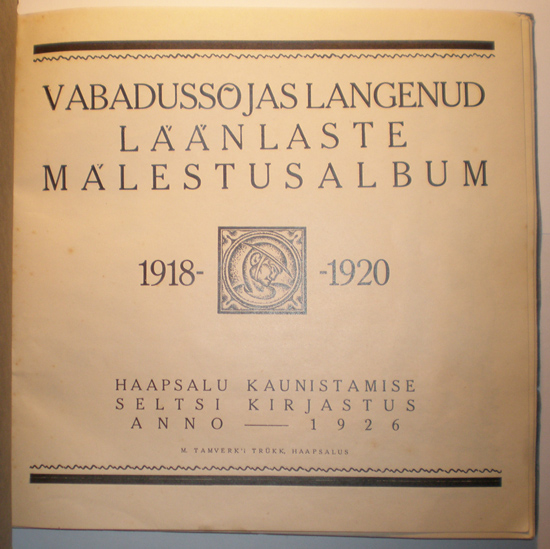 VABADUSSÕJAS LANGENUD
LÄÄNLASTE
MÄLESTUSALBUM
1918- -1920
HAAPSALU KAUNISTAMISE
SELTSI KIRJASTUS
ANNO — 1926
M. TAMVERK'I TRÜKK, HAAPSALUS